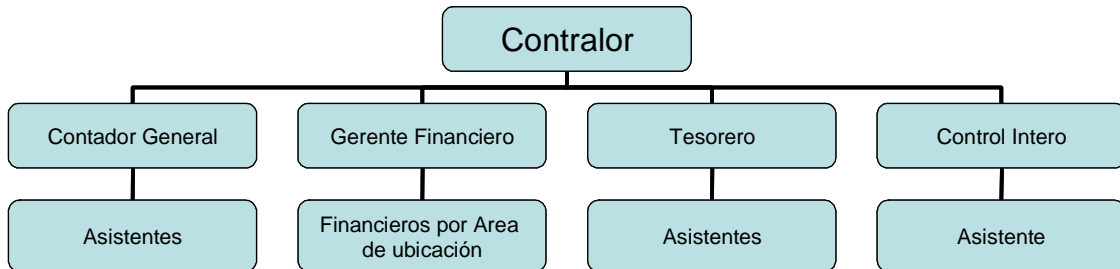 Contralor
Contador General
Gerente Financiero
Tesorero
Control Intero
Asistentes
Financieros por Area
de ubicación
Asistentes
Asistente